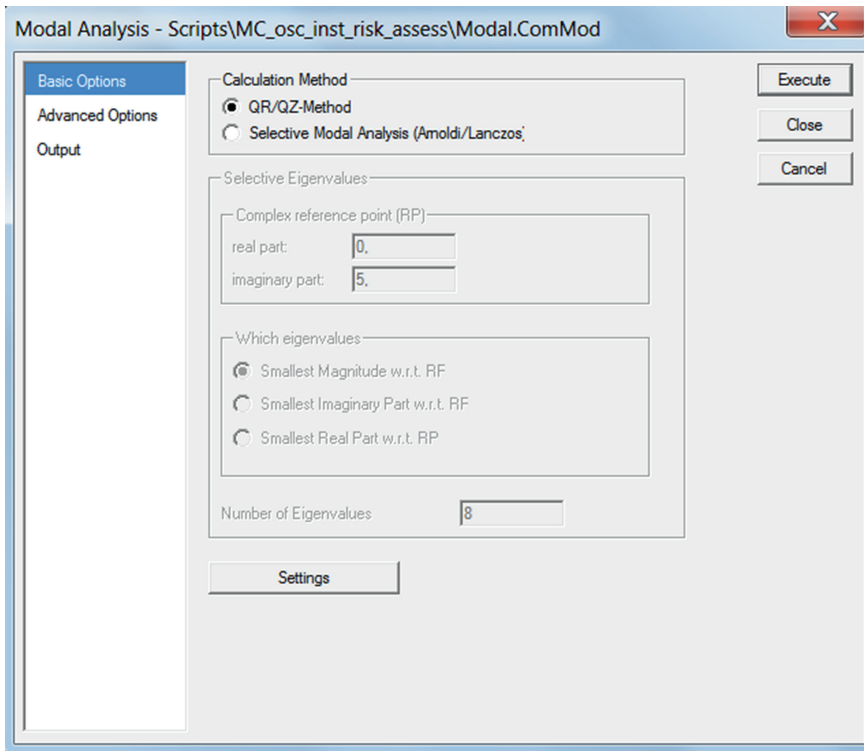 Modal Analysis - Scripts\MC_osc_inst_risk_assess\Modal.ComMod
Basic Options
Advanced Options
Output
Calculation Method
QR/QZ-Method
Selective Modal Analysis (Arnoldi/Lanczos)
Selective Eigenvalues
Complex reference point (RP)
real part: 0,
imaginary part: 5,
Which eigenvalues
Smallest Magnitude w.r.t. RF
Smallest Imaginary Part w.r.t. RF
Smallest Real Part w.r.t. RP
Number of Eigenvalues 8
Settings
Execute
Close
Cancel